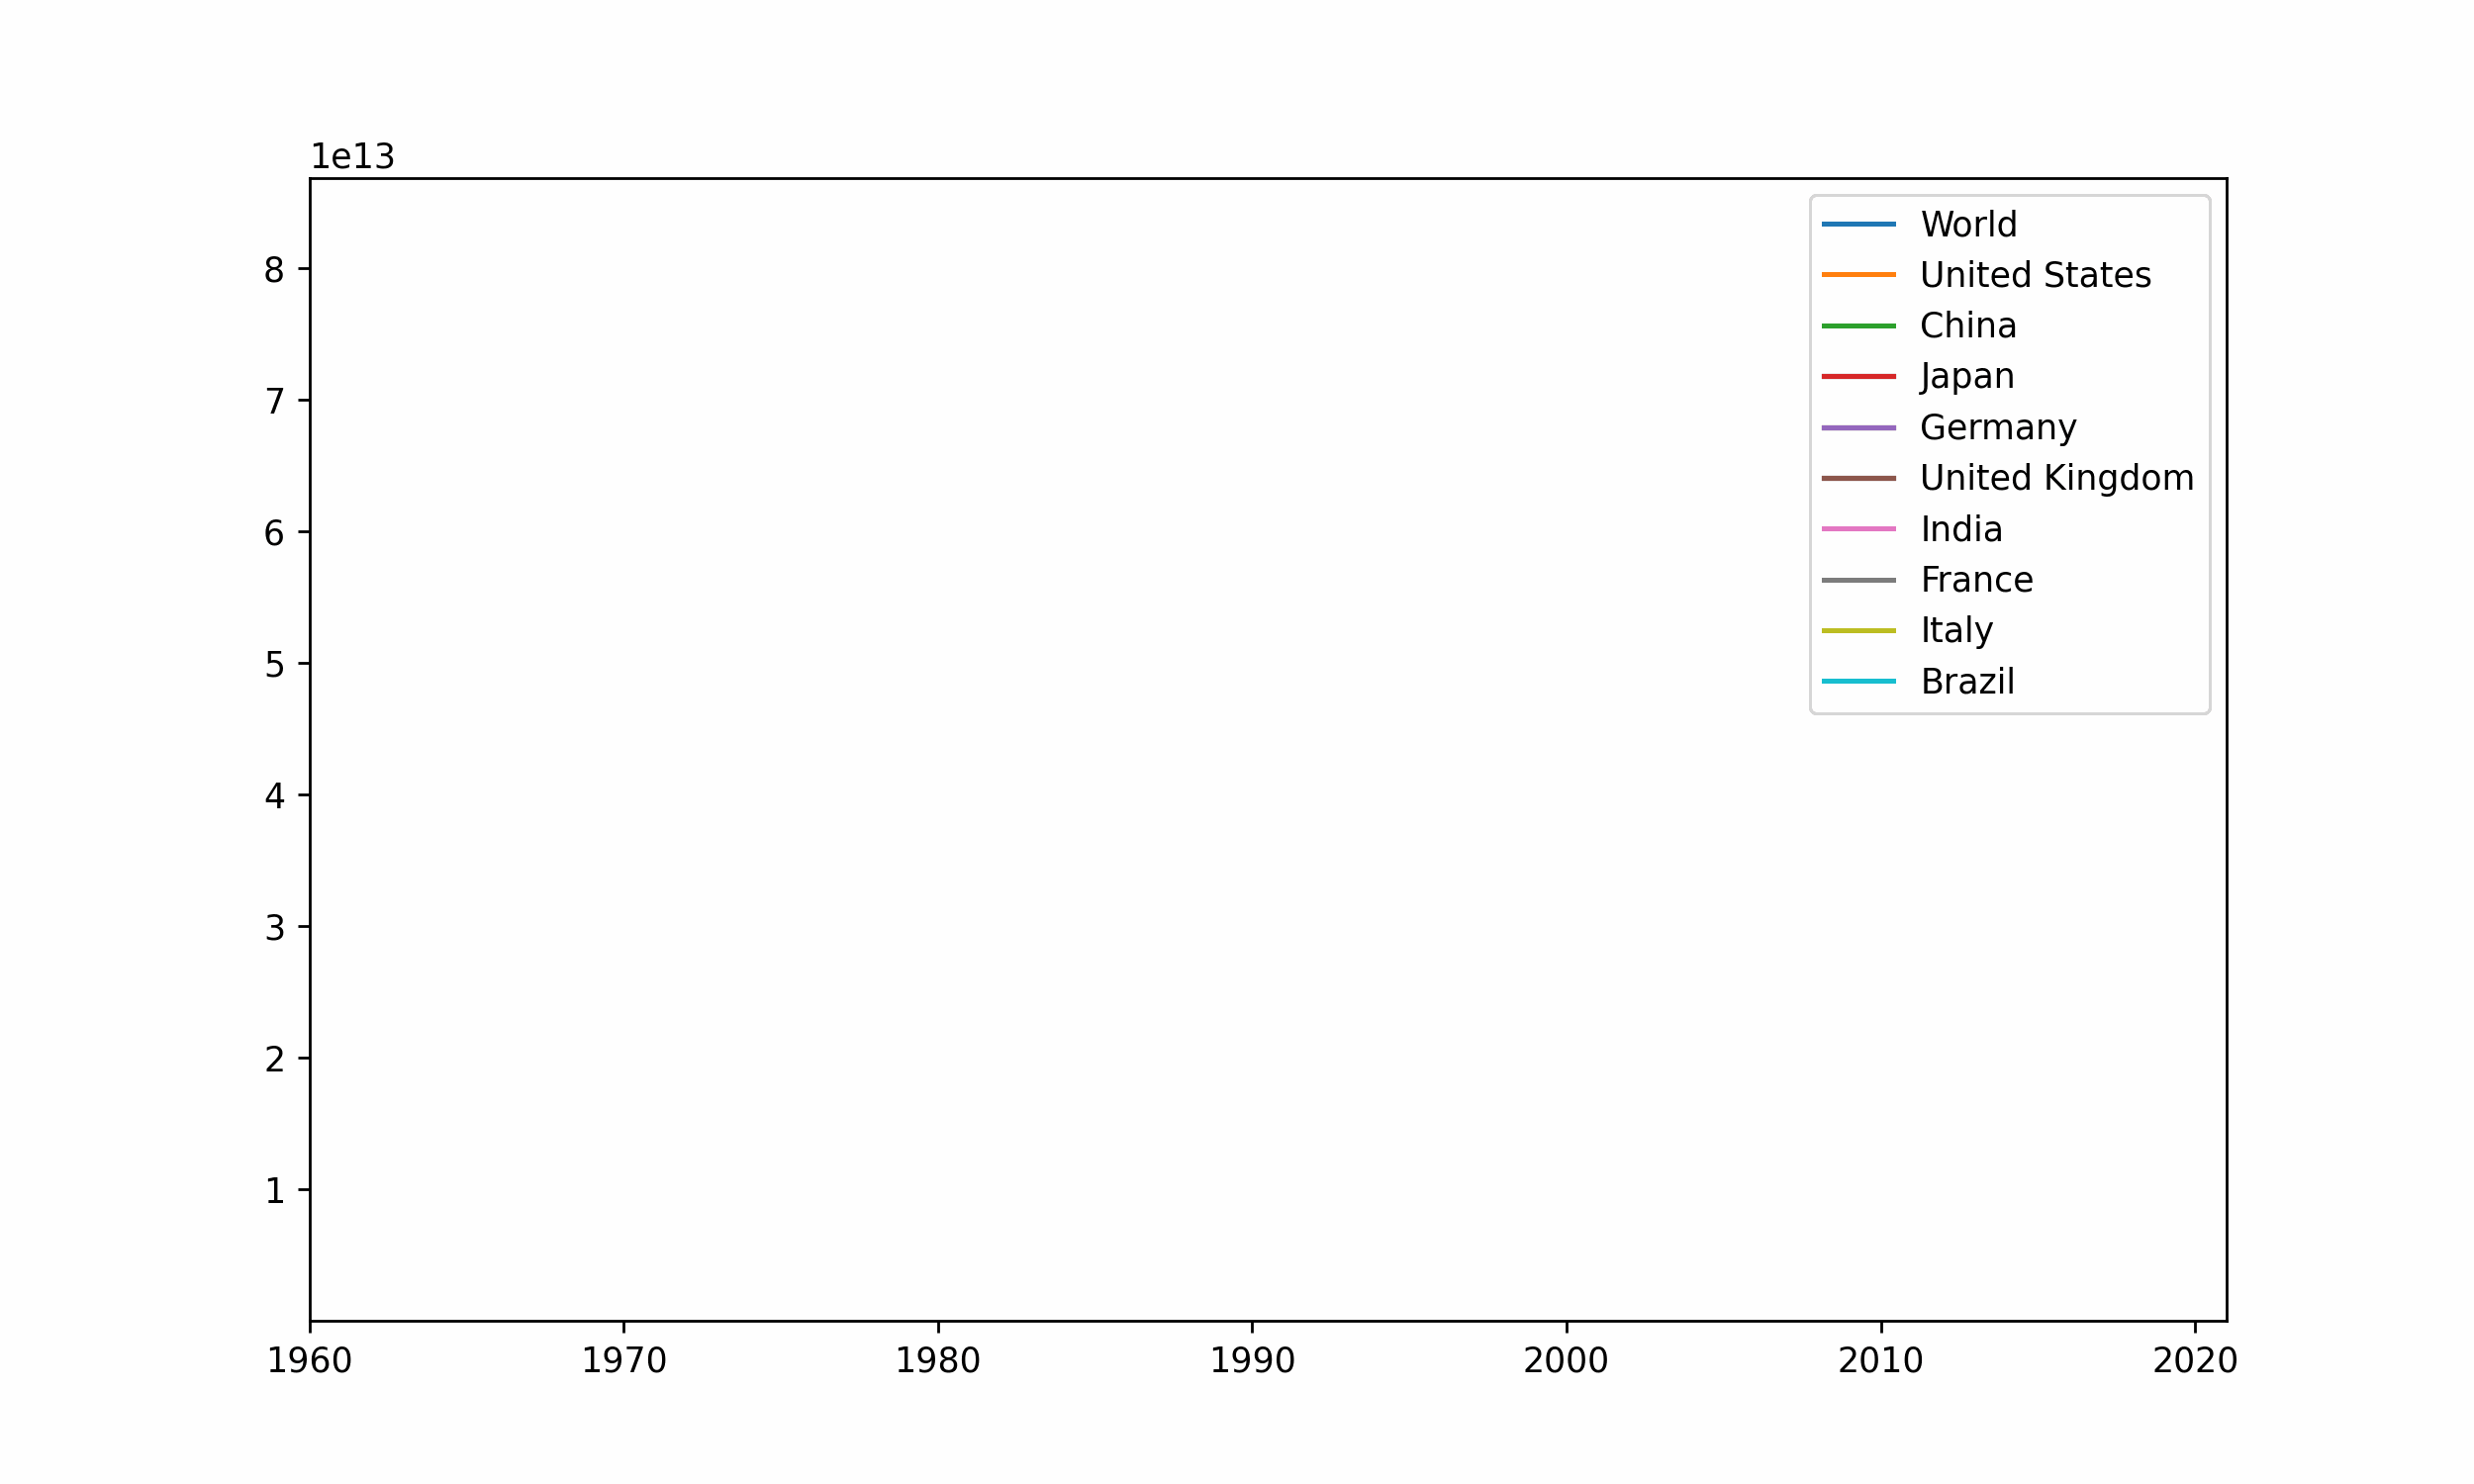 1e13
8
7
6
5
4
3
2
1
World
United States
China
Japan
Germany
United Kingdom
India
France
Italy
Brazil
1960 1970 1980 1990 2000 2010 2020